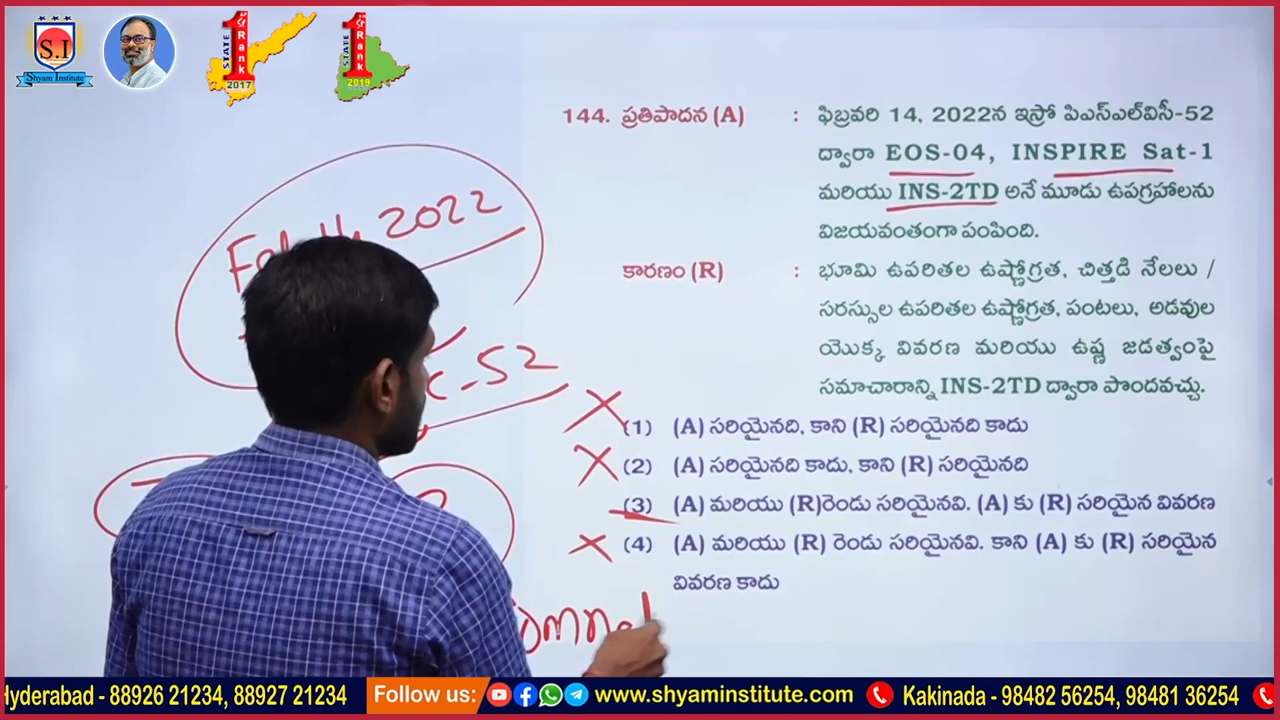 S.I
Shyam Institute
STATE 1 Rank 2017
STATE 1 Rank 2019
144. ప్రతిపాదన (A) : ఫిబ్రవరి 14, 2022న ఇస్రో పిఎస్ఎల్‌విసీ-52
ద్వారా EOS-04, INSPIRE Sat-1
మరియు INS-2TD అనే మూడు ఉపగ్రహాలను
విజయవంతంగా పంపింది.
కారణం (R) : భూమి ఉపరితల ఉష్ణోగ్రత, చిత్తడి నేలలు /
సరస్సుల ఉపరితల ఉష్ణోగ్రత, పంటలు, అడవుల
యొక్క వివరణ మరియు ఉష్ణ జడత్వంపై
సమాచారాన్ని INS-2TD ద్వారా పొందవచ్చు.
(1) (A) సరియైనది, కాని (R) సరియైనది కాదు
(2) (A) సరియైనది కాదు, కాని (R) సరియైనది
(3) (A) మరియు (R)రెండు సరియైనవి. (A) కు (R) సరియైన వివరణ
(4) (A) మరియు (R) రెండు సరియైనవి. కాని (A) కు (R) సరియైన
వివరణ కాదు
2022
-52
Hyderabad - 88926 21234, 88927 21234 Follow us: www.shyaminstitute.com Kakinada - 98482 56254, 98481 36254